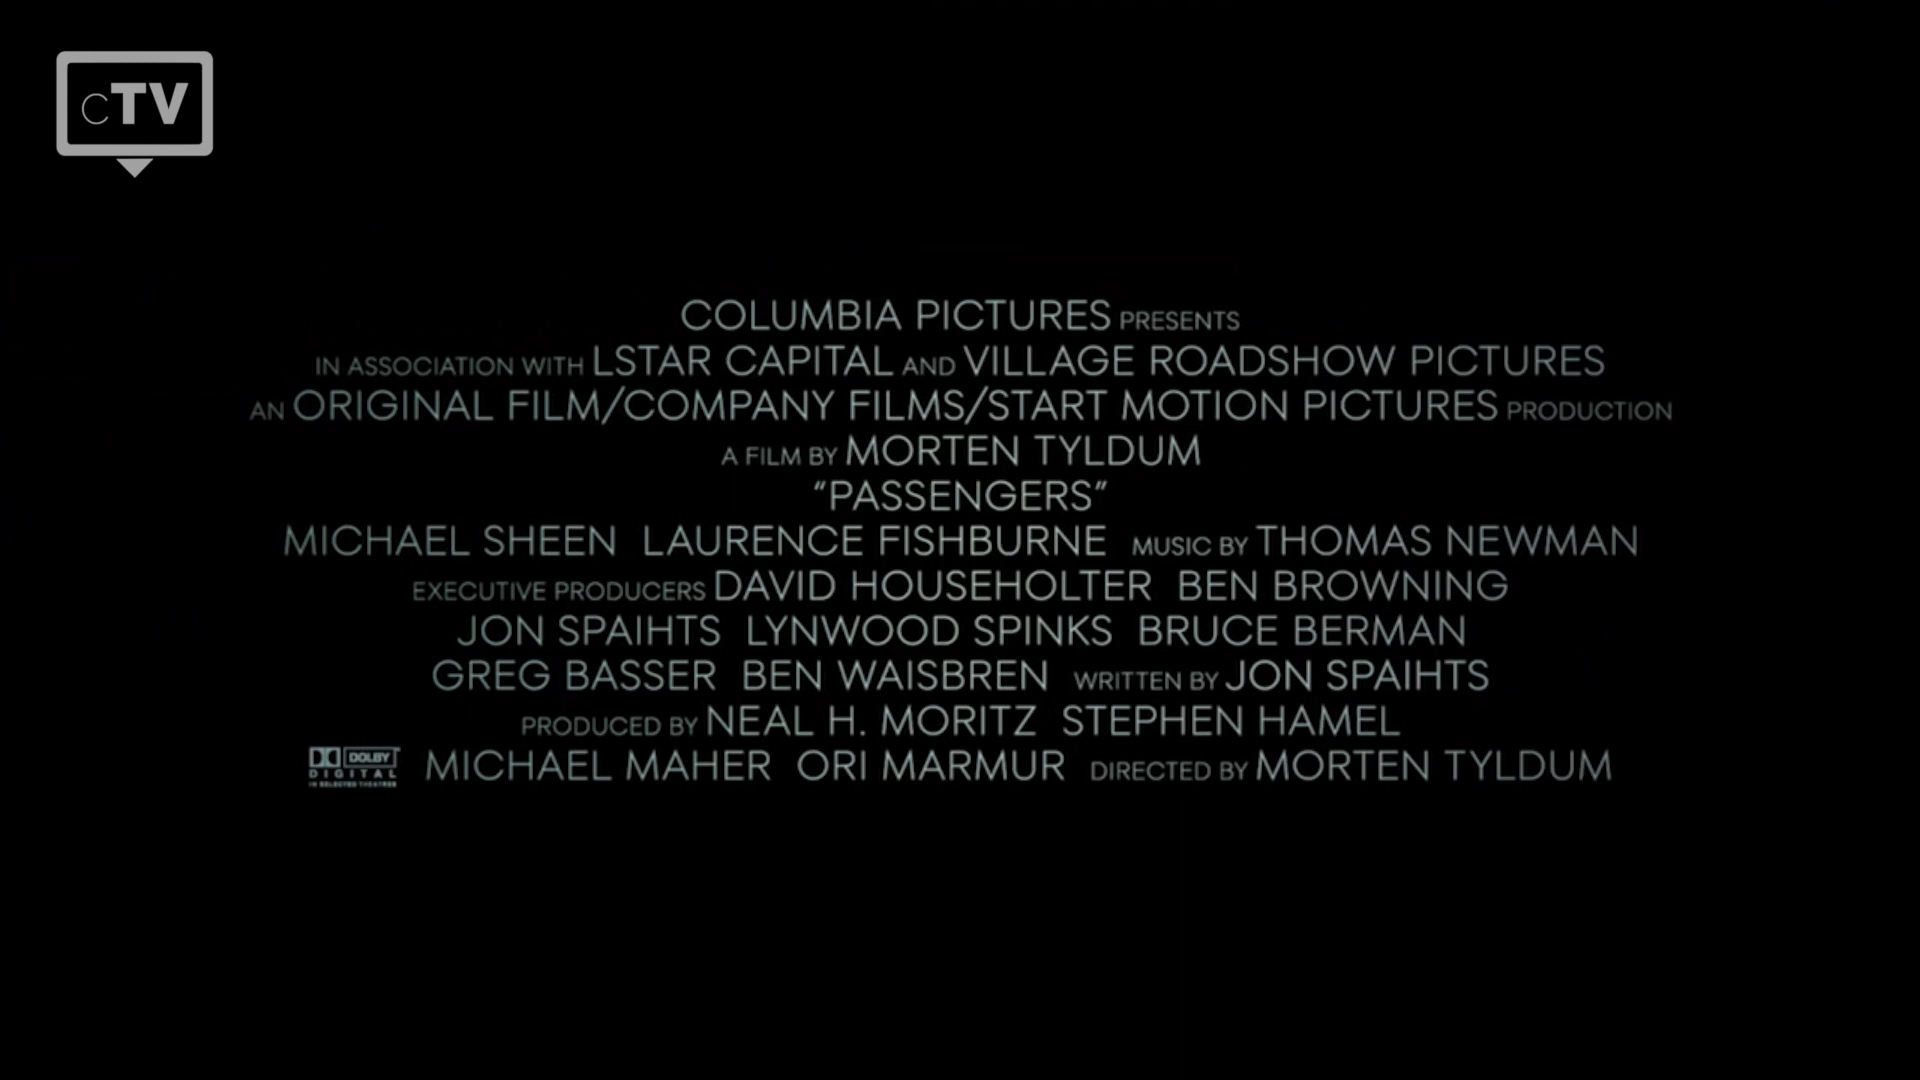 cTV
COLUMBIA PICTURES PRESENTS
IN ASSOCIATION WITH LSTAR CAPITAL AND VILLAGE ROADSHOW PICTURES
AN ORIGINAL FILM/COMPANY FILMS/START MOTION PICTURES PRODUCTION
A FILM BY MORTEN TYLDUM
“PASSENGERS”
MICHAEL SHEEN LAURENCE FISHBURNE MUSIC BY THOMAS NEWMAN
EXECUTIVE PRODUCERS DAVID HOUSEHOLTER BEN BROWNING
JON SPAIHTS LYNWOOD SPINKS BRUCE BERMAN
GREG BASSER BEN WAISBREN WRITTEN BY JON SPAIHTS
PRODUCED BY NEAL H. MORITZ STEPHEN HAMEL
MICHAEL MAHER ORI MARMUR DIRECTED BY MORTEN TYLDUM
DOLBY
DIGITAL
IN SELECTED THEATRES